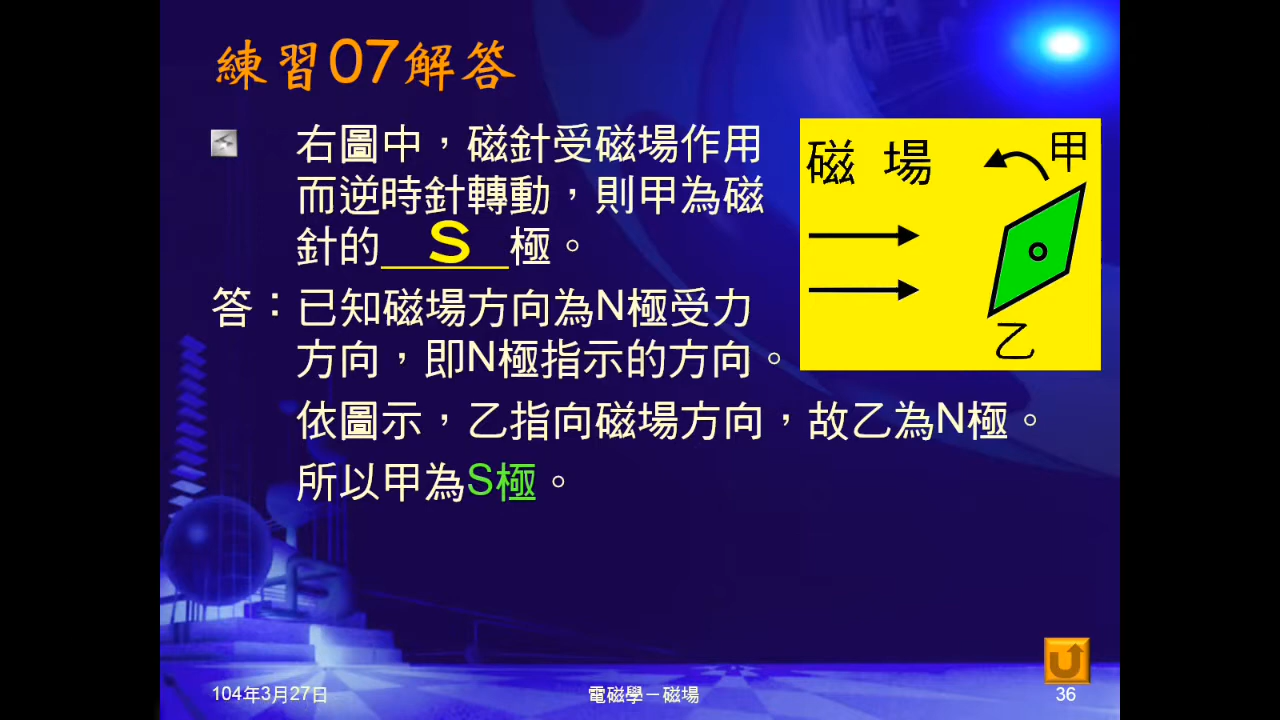 練習07解答
右圖中，磁針受磁場作用
而逆時針轉動，則甲為磁
針的 S 極。
答：已知磁場方向為N極受力
方向，即N極指示的方向。
依圖示，乙指向磁場方向，故乙為N極。
所以甲為S極。
磁 場
甲
乙
104年3月27日
電磁學－磁場
36